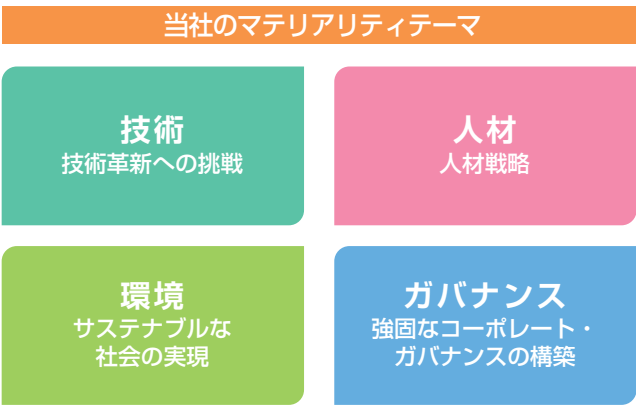 当社のマテリアリティテーマ
技術
技術革新への挑戦
人材
人材戦略
環境
サステナブルな
社会の実現
ガバナンス
強固なコーポレート・
ガバナンスの構築